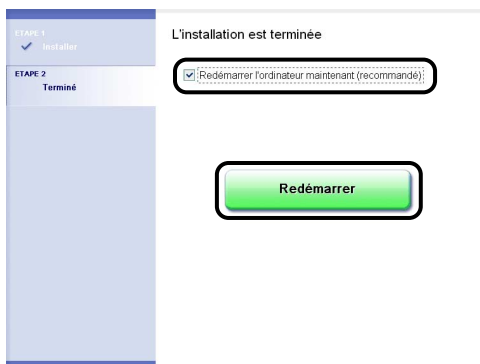 ETAPE 1
Installer
ETAPE 2
Terminé
L'installation est terminée
Redémarrer l'ordinateur maintenant (recommandé)
Redémarrer